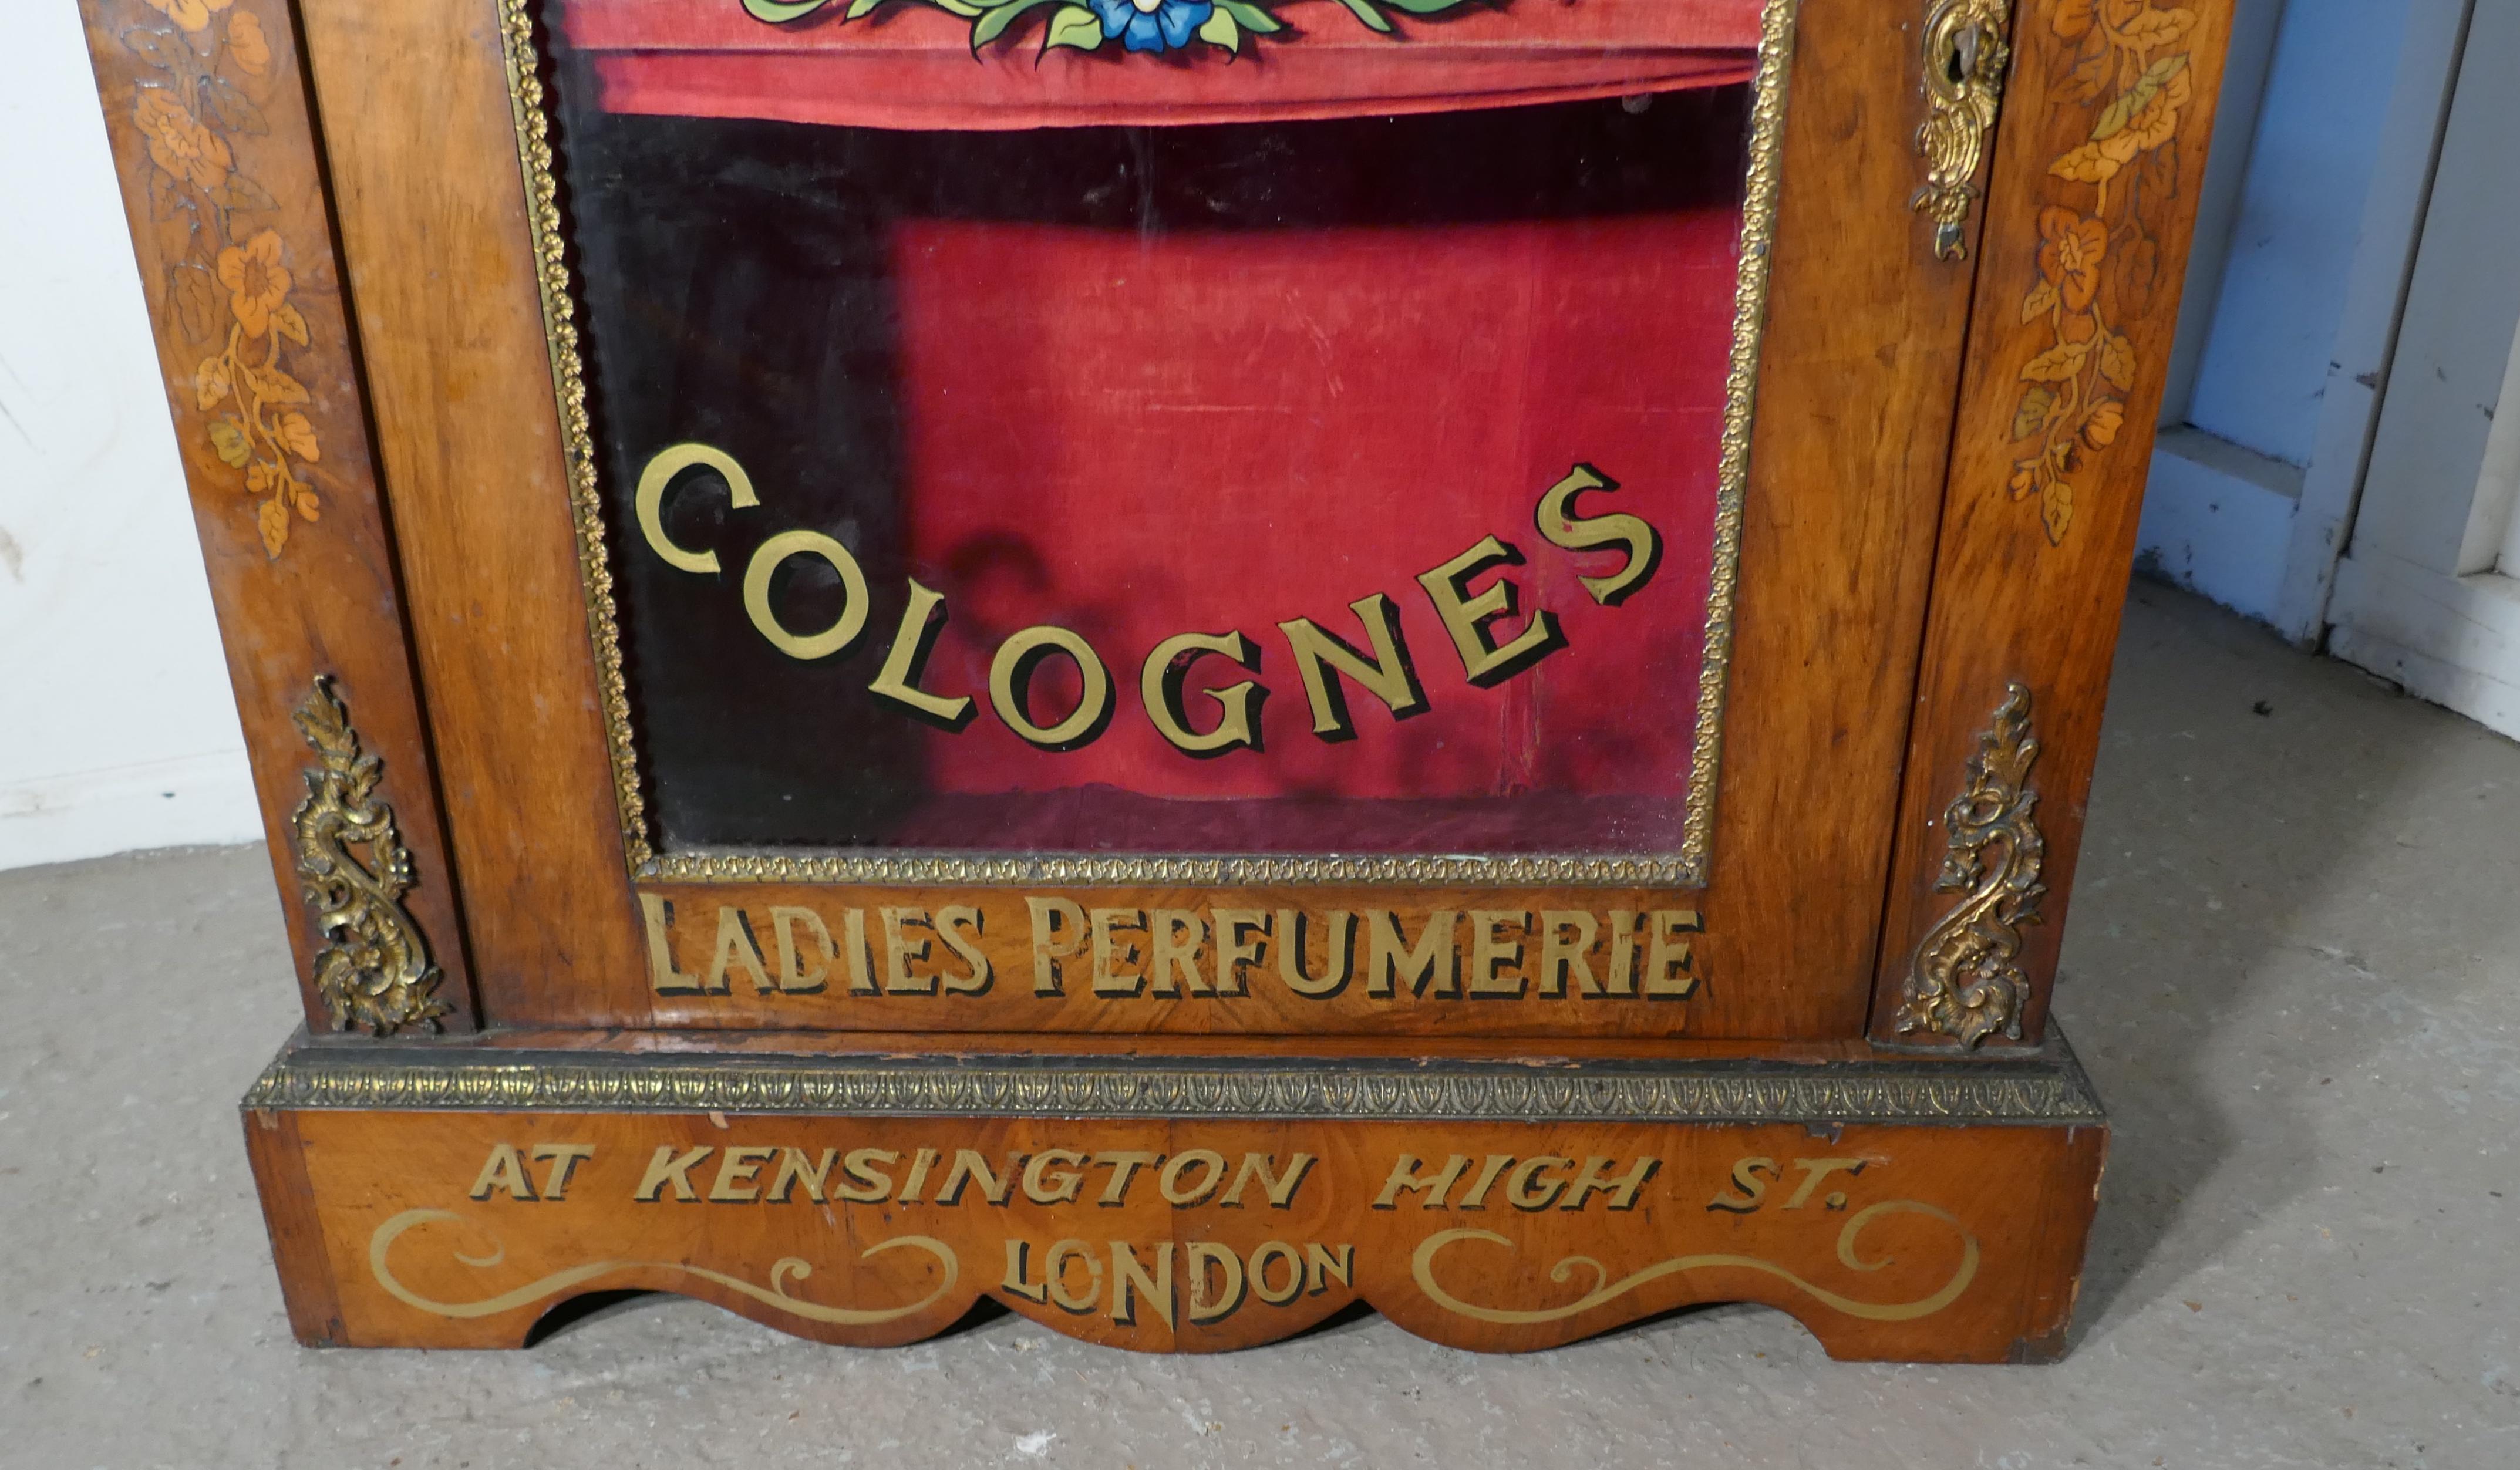 COLOGNES
LADIES PERFUMERIE
AT KENSINGTON HIGH ST.
LONDON